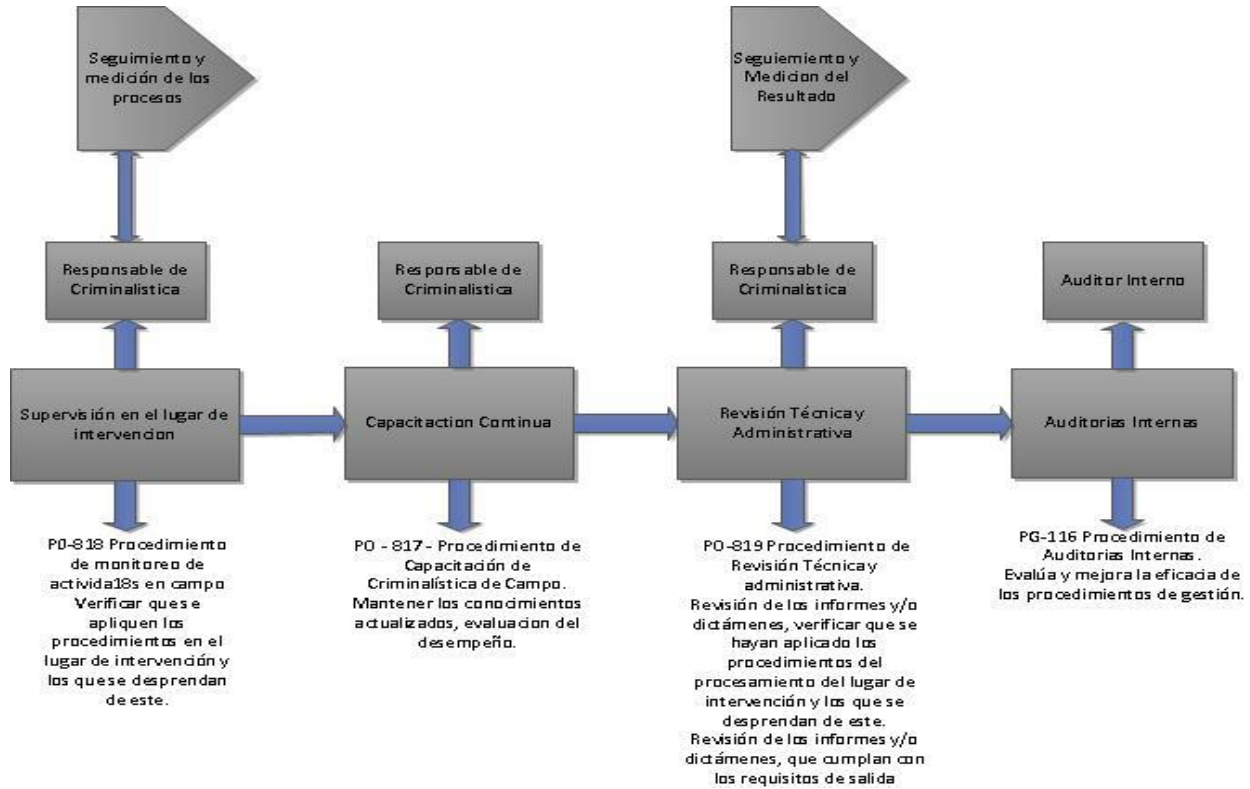 Seguimiento y
medición de los
procesos
Seguiemiento y
Medicion del
Resultado
Responsable de
Criminalistica
Responsable de
Criminalistica
Responsable de
Criminalistica
Auditor Interno
Supervisión en el lugar de
intervencion
Capacitaction Continua
Revisión Técnica y
Administrativa
Auditorias Internas
P0-818 Procedimiento
de monitoreo de
activida18s en campo
Verificar que se
apliquen los
procedimientos en el
lugar de intervención y
los que se desprendan
de este.
PO - 817 - Procedimiento de
Capacitación de
Criminalística de Campo.
Mantener los conocimientos
actualizados, evaluacion del
desempeño.
PO-819 Procedimiento de
Revisión Técnica y
administrativa.
Revisión de los informes y/o
dictámenes, verificar que se
hayan aplicado los
procedimientos del
procesamiento del lugar de
intervención y los que se
desprendan de este.
Revisión de los informes y/o
dictámenes, que cumplan con
los requisitos de salida
PG-116 Procedimiento de
Auditorias Internas.
Evalúa y mejora la eficacia de
los procedimientos de gestión.